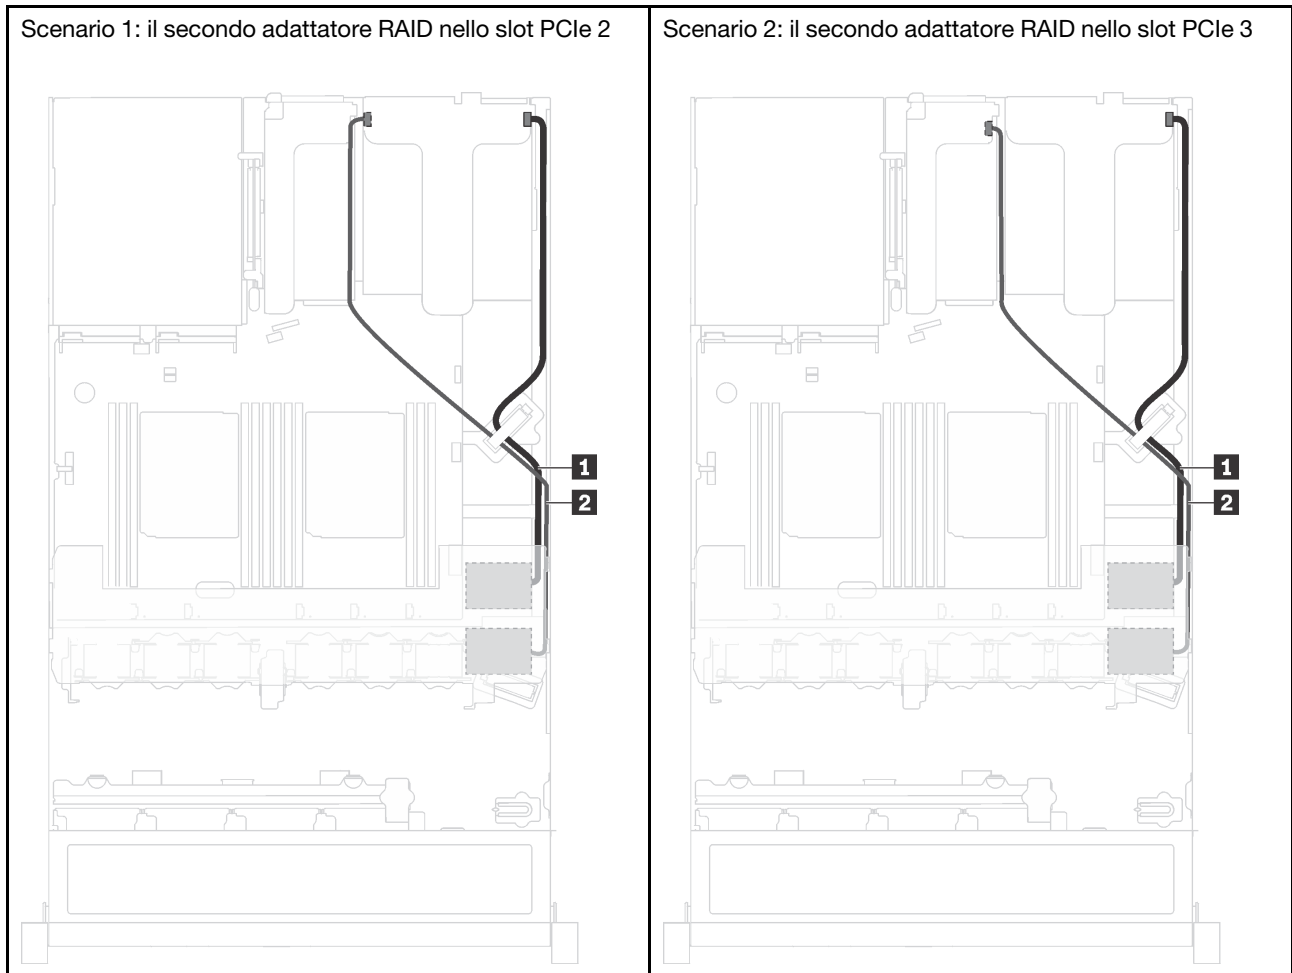 Scenario 1: il secondo adattatore RAID nello slot PCIe 2
1
2
Scenario 2: il secondo adattatore RAID nello slot PCIe 3
1
2